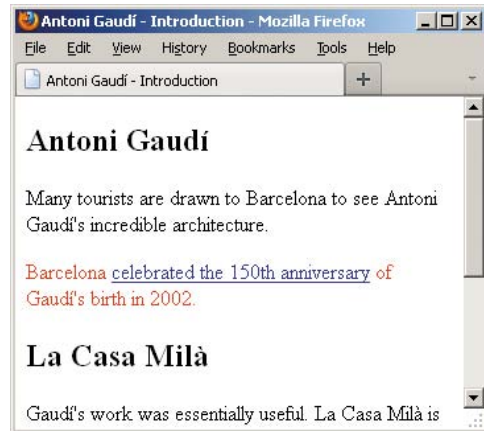 Antoni Gaudí - Introduction - Mozilla Firefox
File Edit View History Bookmarks Tools Help
Antoni Gaudí - Introduction
Antoni Gaudí
Many tourists are drawn to Barcelona to see Antoni
Gaudí's incredible architecture.
Barcelona celebrated the 150th anniversary of
Gaudí's birth in 2002.
La Casa Milà
Gaudí's work was essentially useful. La Casa Milà is